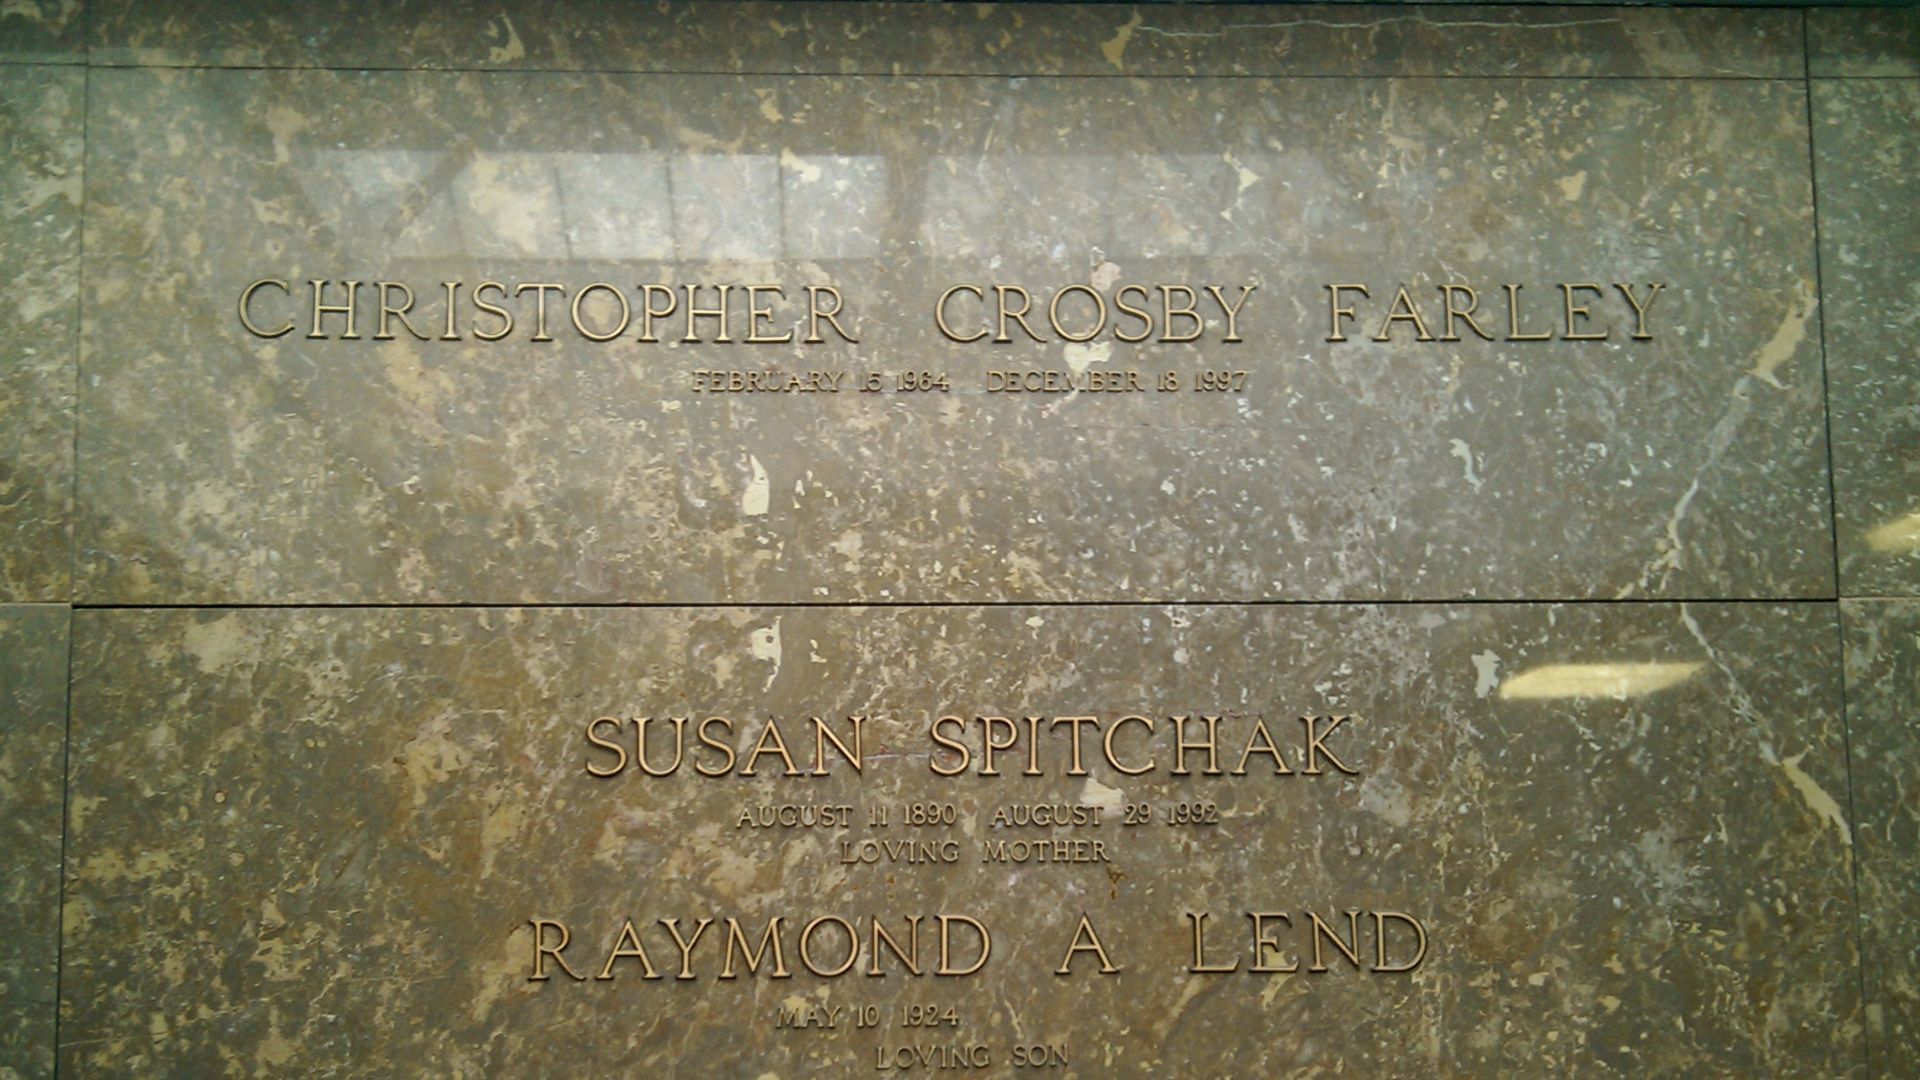 CHRISTOPHER CROSBY FARLEY
FEBRUARY 15 1964 DECEMBER 18 1997
SUSAN SPITCHAK
AUGUST 11 1890 AUGUST 29 1992
LOVING MOTHER
RAYMOND A LEND
MAY 10 1924
LOVING SON